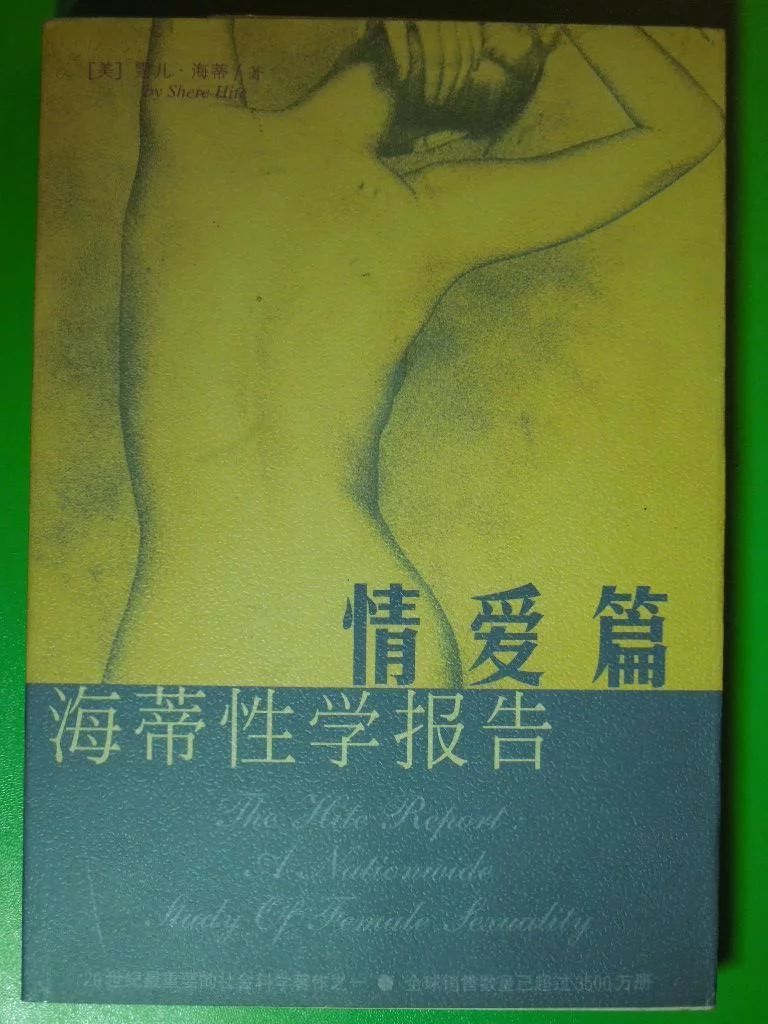 [美] 雪儿·海蒂/著
by Shere Hite
情爱篇
海蒂性学报告
The Hite Report:
A Nationwide
Study Of Female Sexuality
20世纪最重要的社会科学著作之一 ● 全球销售数量已超过3500万册